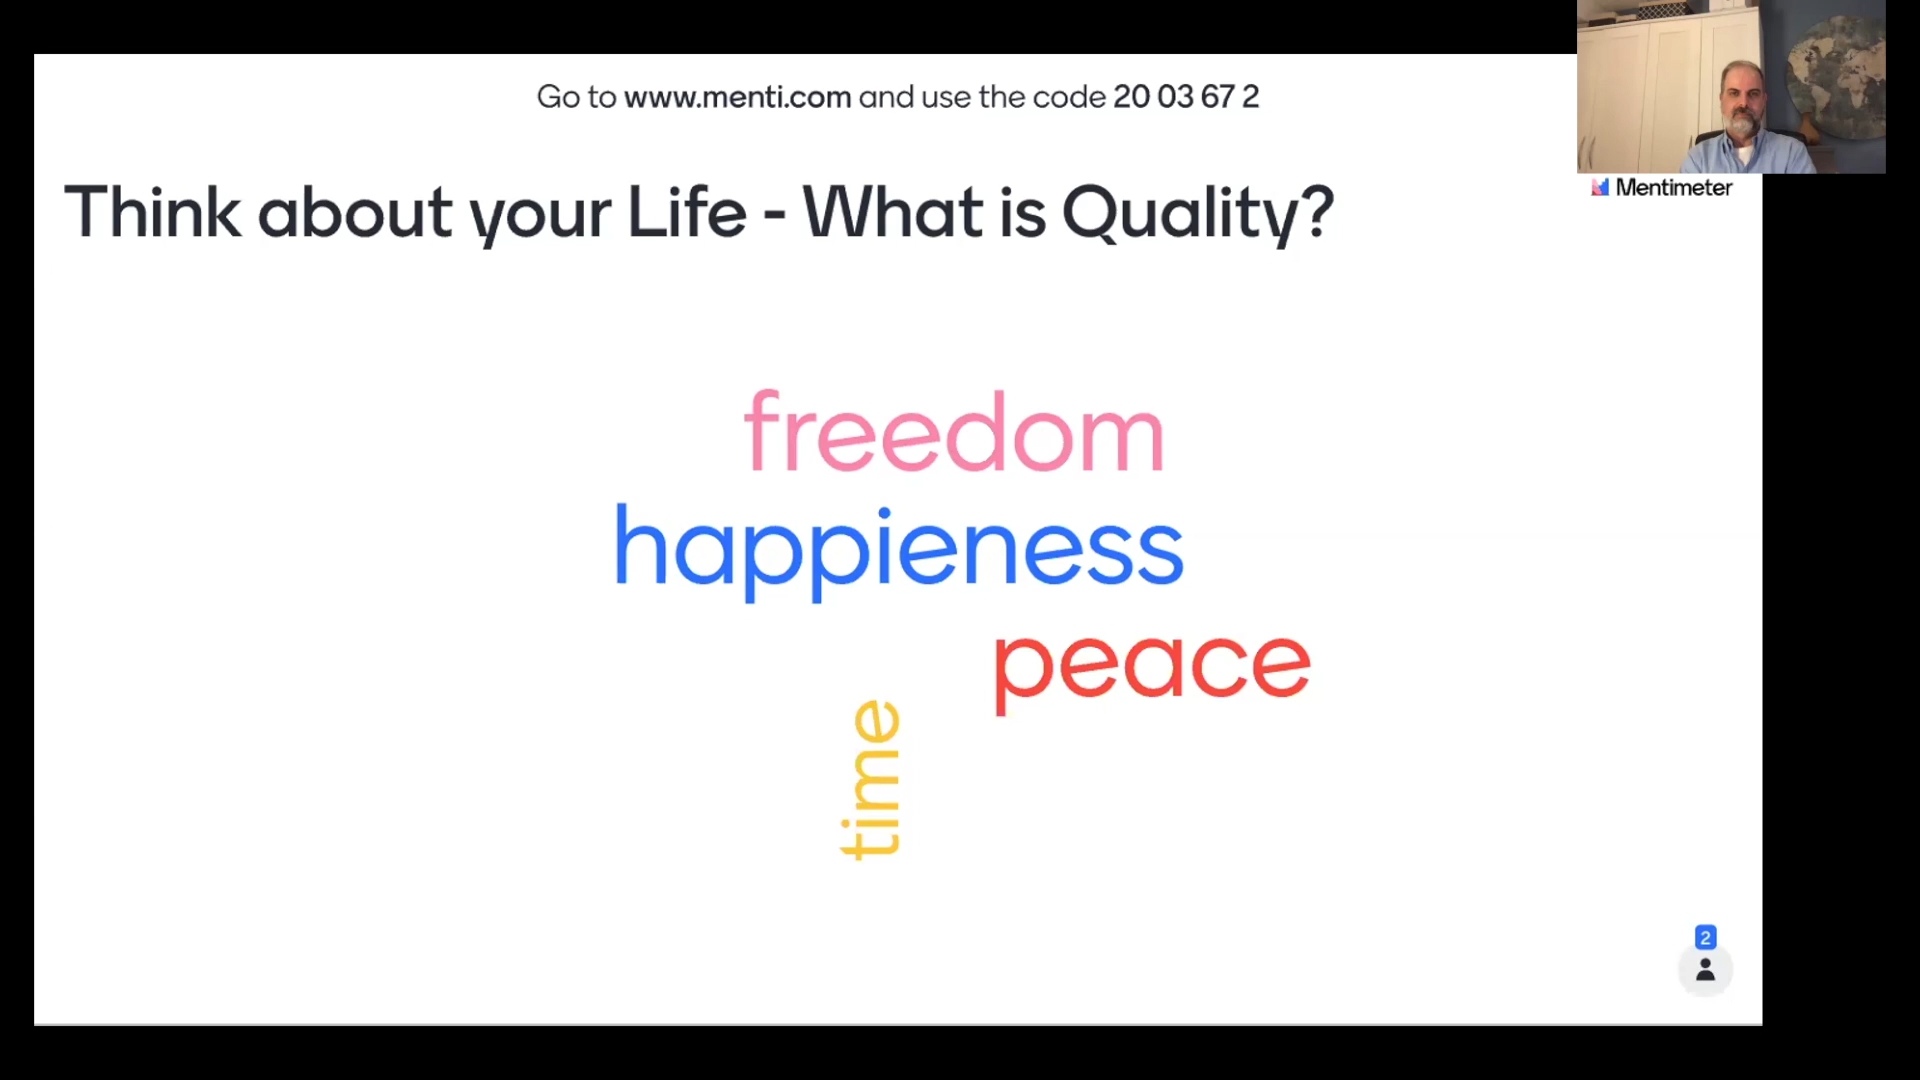 Go to www.menti.com and use the code 20 03 67 2
Mentimeter
Think about your Life - What is Quality?
freedom
happieness
peace
time
2